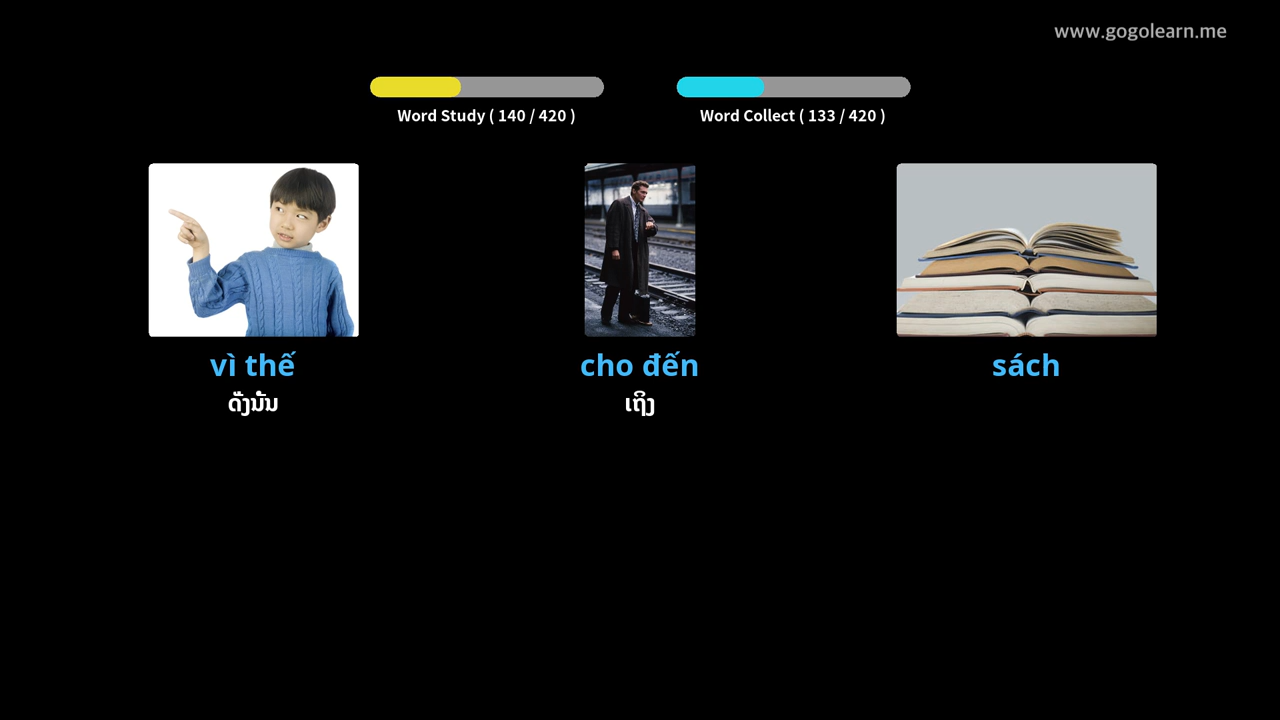 www.gogolearn.me
Word Study ( 140 / 420 )
Word Collect ( 133 / 420 )
vì thế
cho đến
sách
ດັ່ງນັ້ນ
ເຖິງ